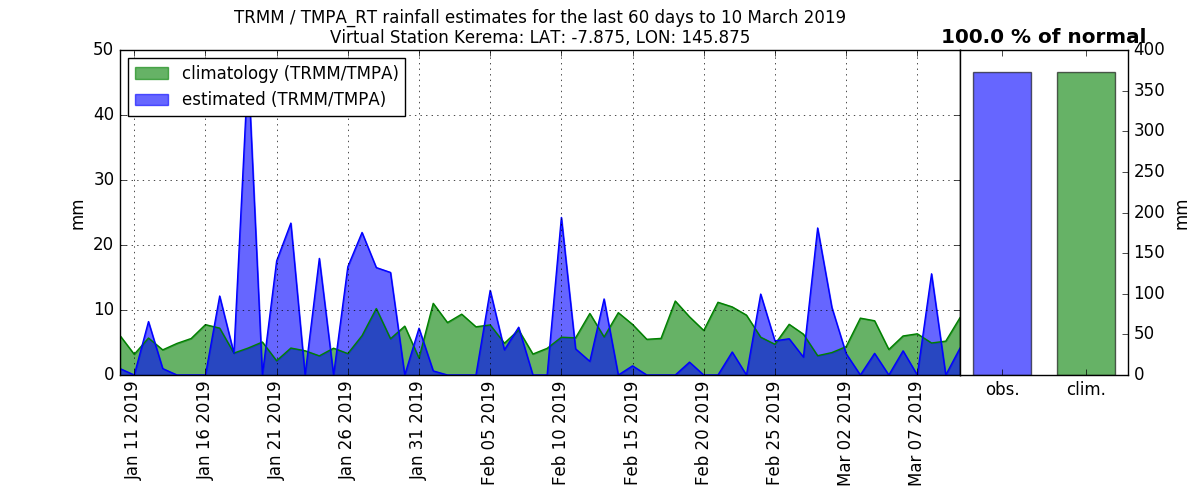 TRMM / TMPA_RT rainfall estimates for the last 60 days to 10 March 2019
Virtual Station Kerema: LAT: -7.875, LON: 145.875
100.0 % of normal
climatology (TRMM/TMPA)
estimated (TRMM/TMPA)
50
40
30
20
10
0
mm
Jan 11 2019
Jan 16 2019
Jan 21 2019
Jan 26 2019
Jan 31 2019
Feb 05 2019
Feb 10 2019
Feb 15 2019
Feb 20 2019
Feb 25 2019
Mar 02 2019
Mar 07 2019
obs.
clim.
400
350
300
250
200
150
100
50
0
mm